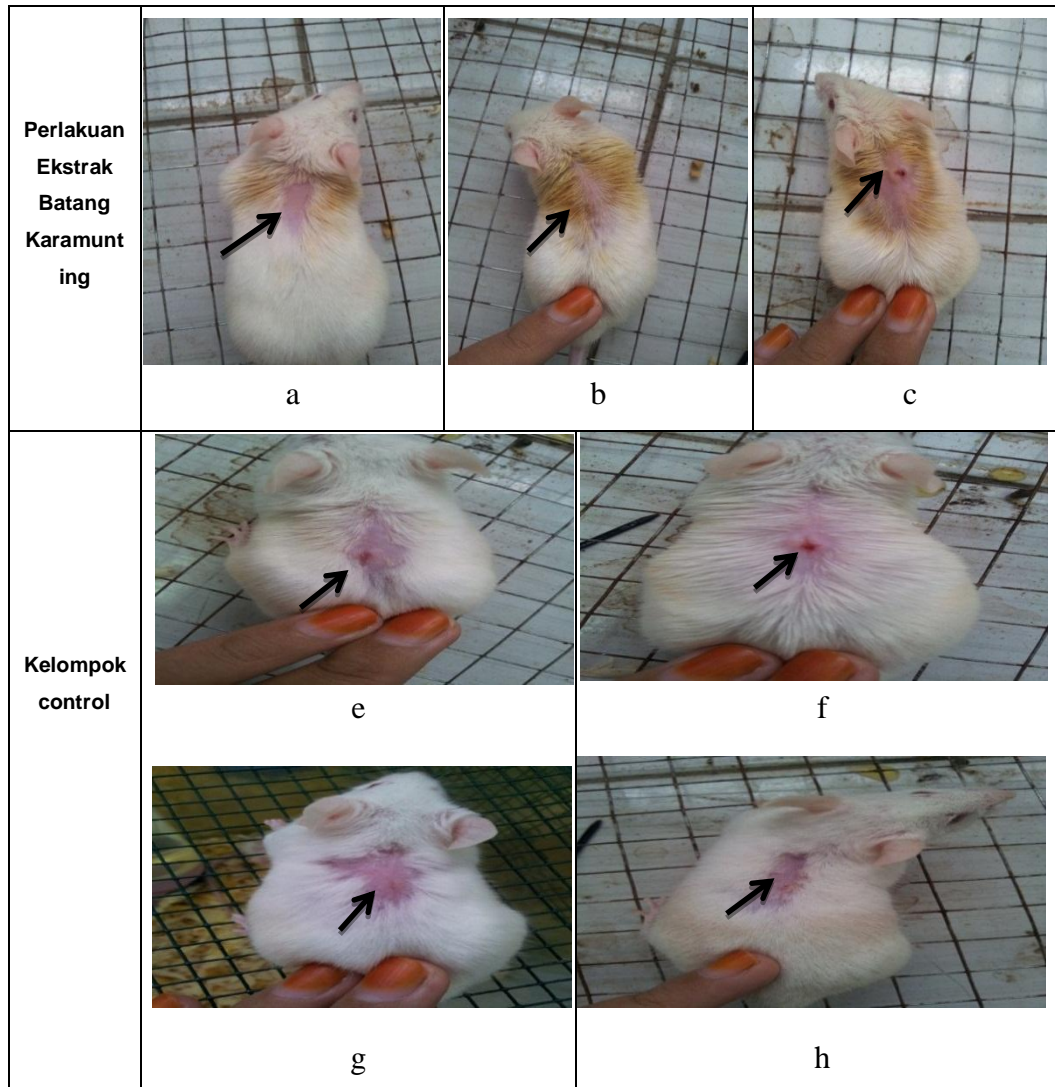 Perlakuan
Ekstrak
Batang
Karamunt
ing
a
b
c
Kelompok
control
e
f
g
h